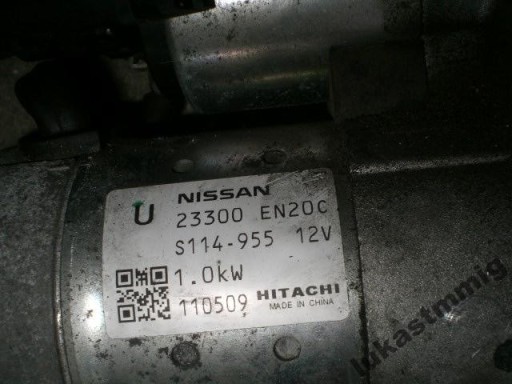 NISSAN
U 23300 EN20C
S114-955 12V
1.0kW
110509 HITACHI
MADE IN CHINA
lukastmmig